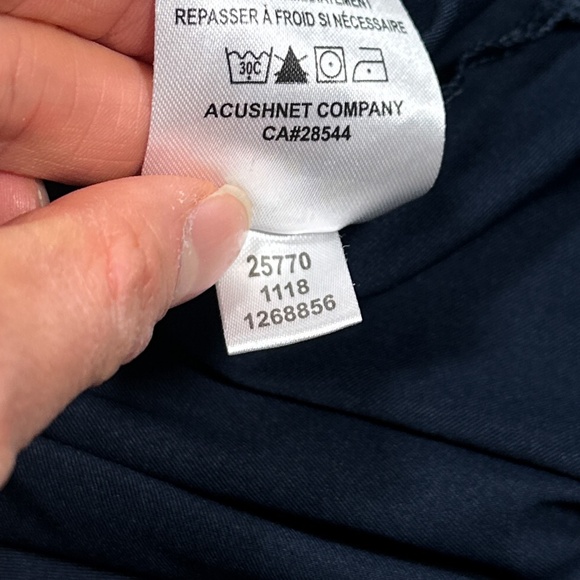 REPASSER À FROID SI NÉCESSAIRE
30C
ACUSHNET COMPANY
CA#28544
25770
1118
1268856